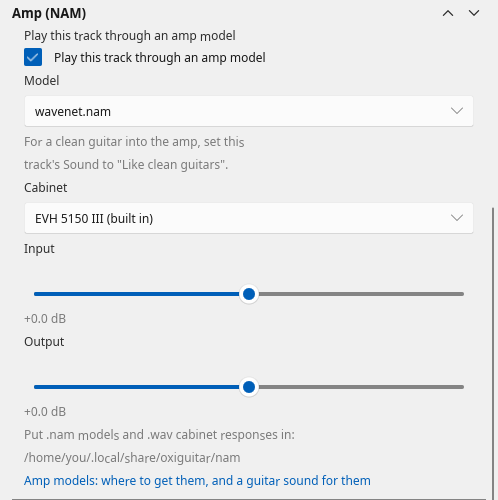 Amp (NAM)
Play this track through an amp model
Play this track through an amp model
Model
wavenet.nam
For a clean guitar into the amp, set this
track's Sound to "Like clean guitars".
Cabinet
EVH 5150 III (built in)
Input
+0.0 dB
Output
+0.0 dB
Put .nam models and .wav cabinet responses in:
/home/you/.local/share/oxiguitar/nam
Amp models: where to get them, and a guitar sound for them